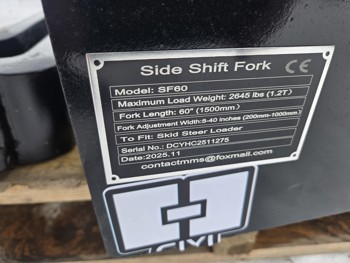 Side Shift Fork CE
Model: SF60
Maximum Load Weight: 2645 lbs (1.2T)
Fork Length: 60" (1500mm)
Fork Adjustment Width:5-40 inches (200mm-1000mm)
To Fit: Skid Steer Loader
Serial No.: DCYHC2511275
Date:2025.11
contactmms@foxmail.com